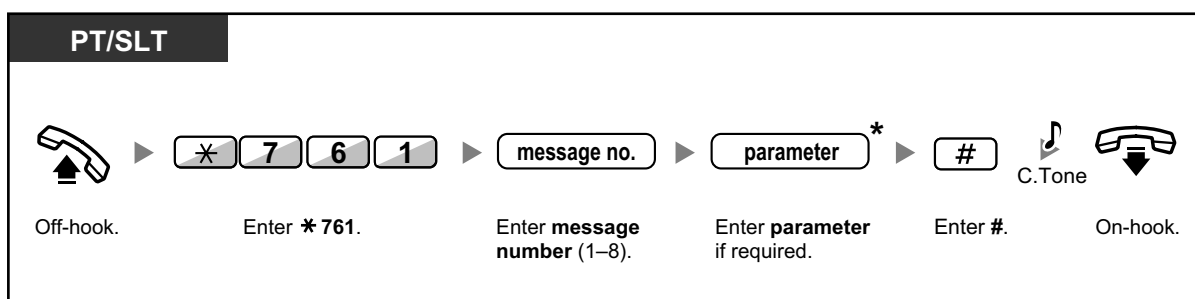 PT/SLT
✳ 7 6 1
message no.
parameter *
#
C.Tone
Off-hook.
Enter ✳ 761.
Enter message
number (1–8).
Enter parameter
if required.
Enter #.
On-hook.